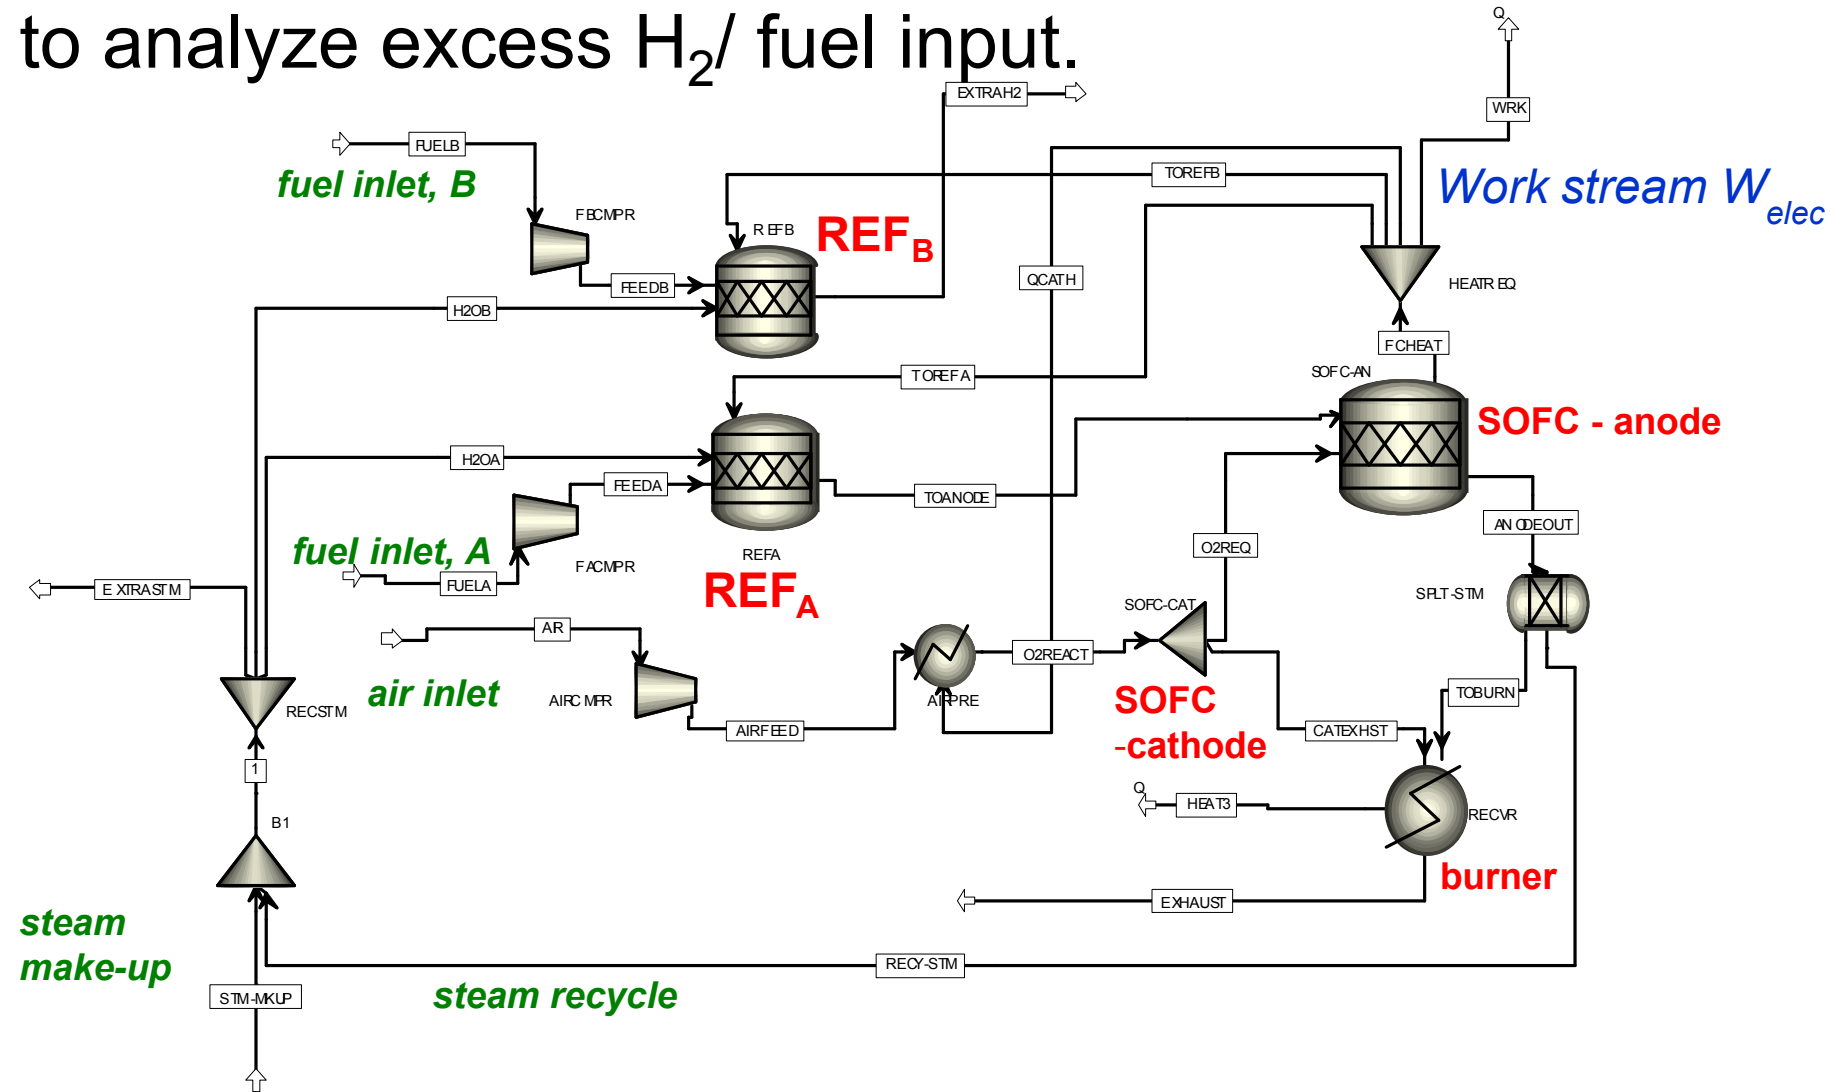 to analyze excess H2/ fuel input.
Q
EXTRAH2
WRK
FUELB
fuel inlet, B
TOREFB
Work stream Welec
FBCMPR
REFB
REFB
QCATH
HEATREQ
FEEDB
H2OB
FCHEAT
TOREFA
SOFC-AN
SOFC - anode
H2OA
FEEDA
TOANODE
ANODEOUT
fuel inlet, A
FACMPR
REFA
O2REQ
EXTRASTM
FUELA
REFA
SOFC-CAT
SPLT-STM
AIR
O2REACT
air inlet
RECSTM
AIRCMPR
AIRPRE
SOFC
-cathode
TOBURN
AIRFEED
CATEXHST
1
Q
HEAT3
RECVR
B1
burner
EXHAUST
steam
make-up
RECY-STM
STM-MKUP
steam recycle